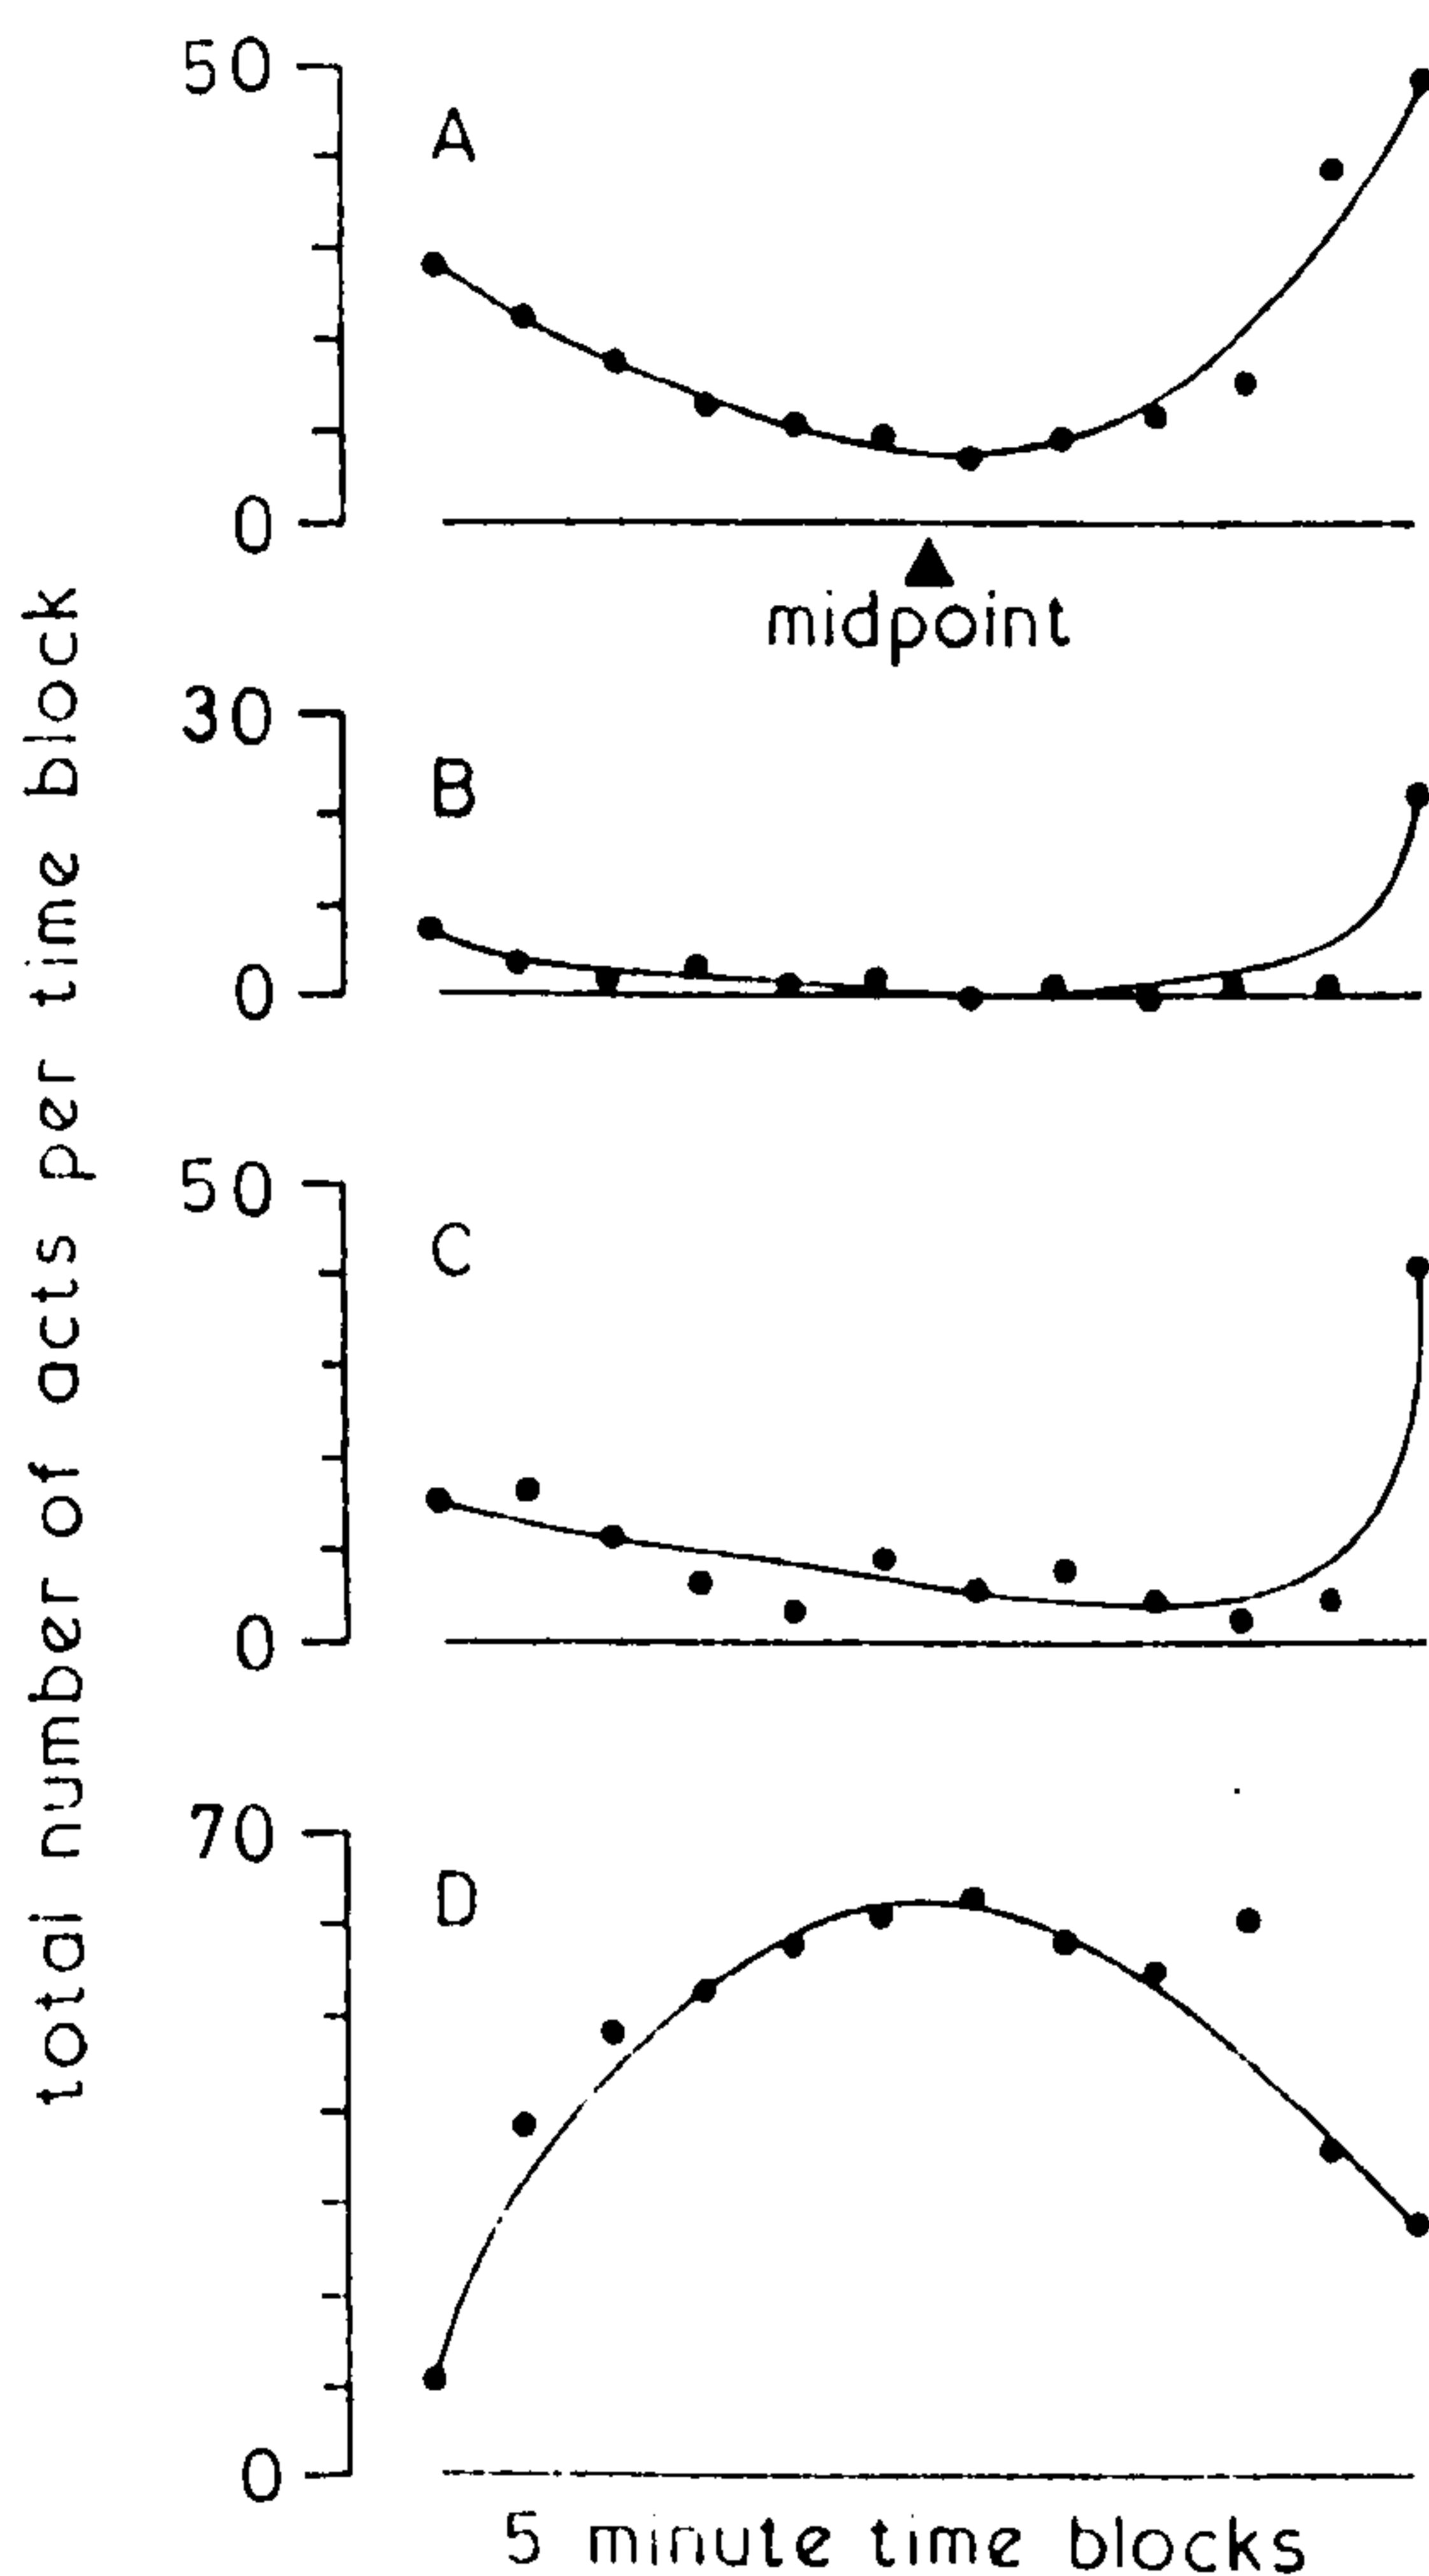 total number of acts per time block
50
A
0
midpoint
30
B
0
50
C
0
70
D
0
5 minute time blocks